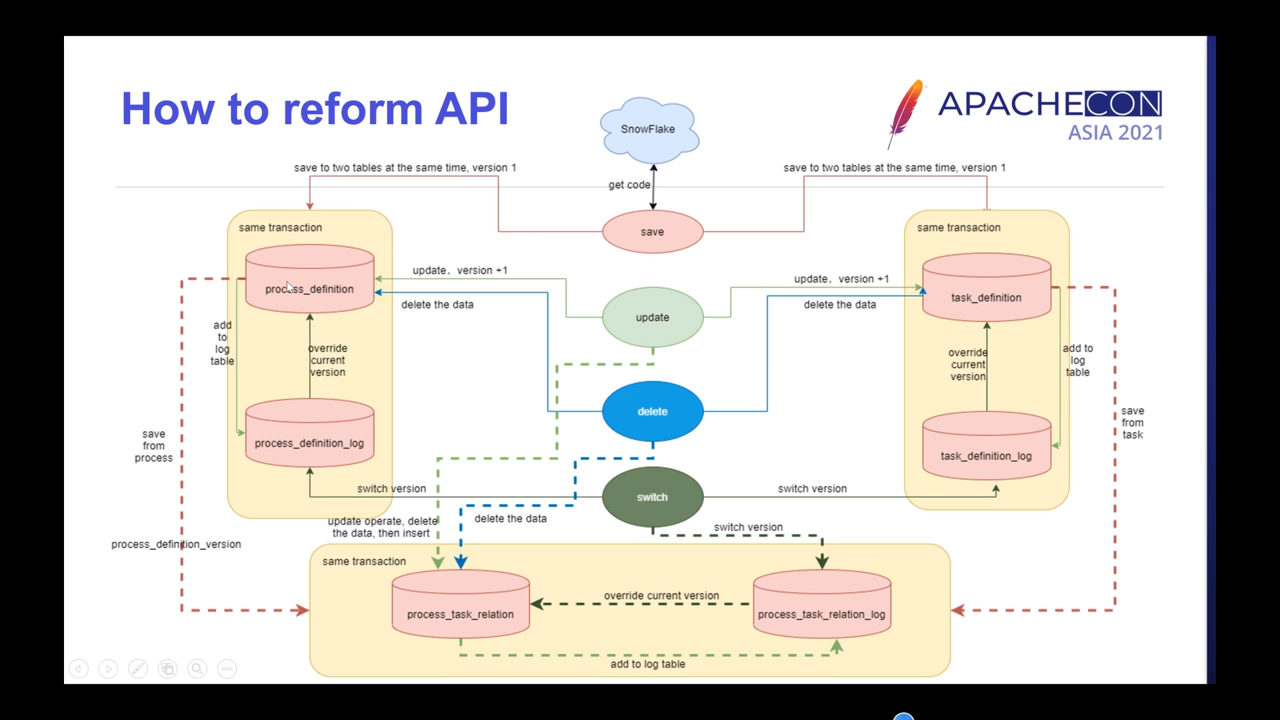 How to reform API
APACHECON
ASIA 2021
SnowFlake
save to two tables at the same time, version 1
save to two tables at the same time, version 1
get code
same transaction
save
same transaction
process_definition
update，version +1
update，version +1
delete the data
delete the data
task_definition
update
add
to
log
table
override
current
version
override
current
version
add to
log
table
delete
save
from
process
process_definition_log
save
from
task
task_definition_log
switch version
switch
switch version
update operate, delete
the data, then insert
delete the data
switch version
process_definition_version
same transaction
process_task_relation
override current version
process_task_relation_log
add to log table